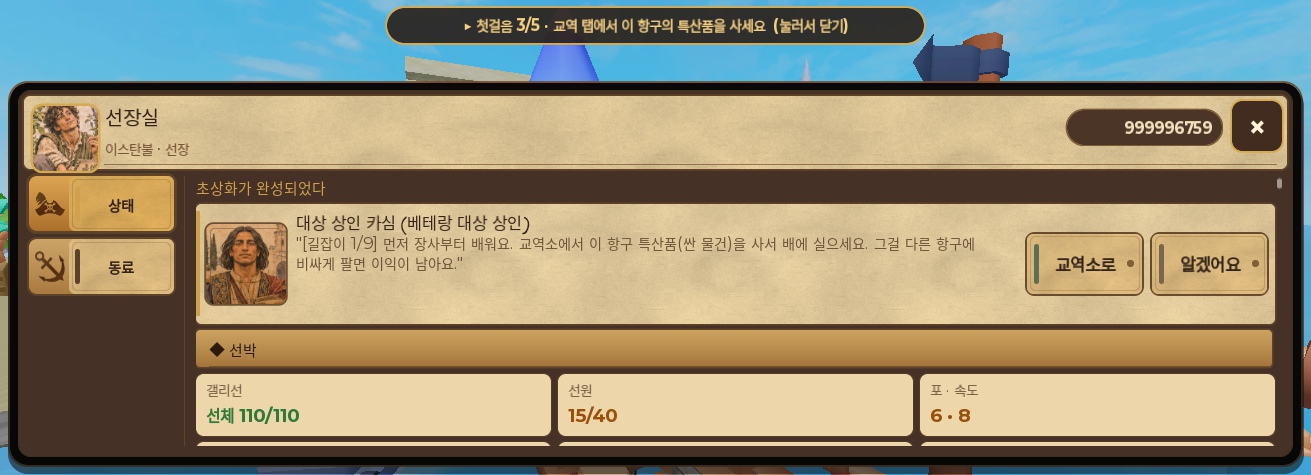 ▸ 첫걸음 3/5 · 교역 탭에서 이 항구의 특산품을 사세요 (눌러서 닫기)
선장실
이스탄불 · 선장
999996759
×
상태
동료
초상화가 완성되었다
대상 상인 카심 (베테랑 대상 상인)
"[길잡이 1/9] 먼저 장사부터 배워요. 교역소에서 이 항구 특산품(싼 물건)을 사서 배에 실으세요. 그걸 다른 항구에
비싸게 팔면 이익이 남아요."
교역소로
알겠어요
◆ 선박
갤리선
선체 110/110
선원
15/40
포 · 속도
6 · 8